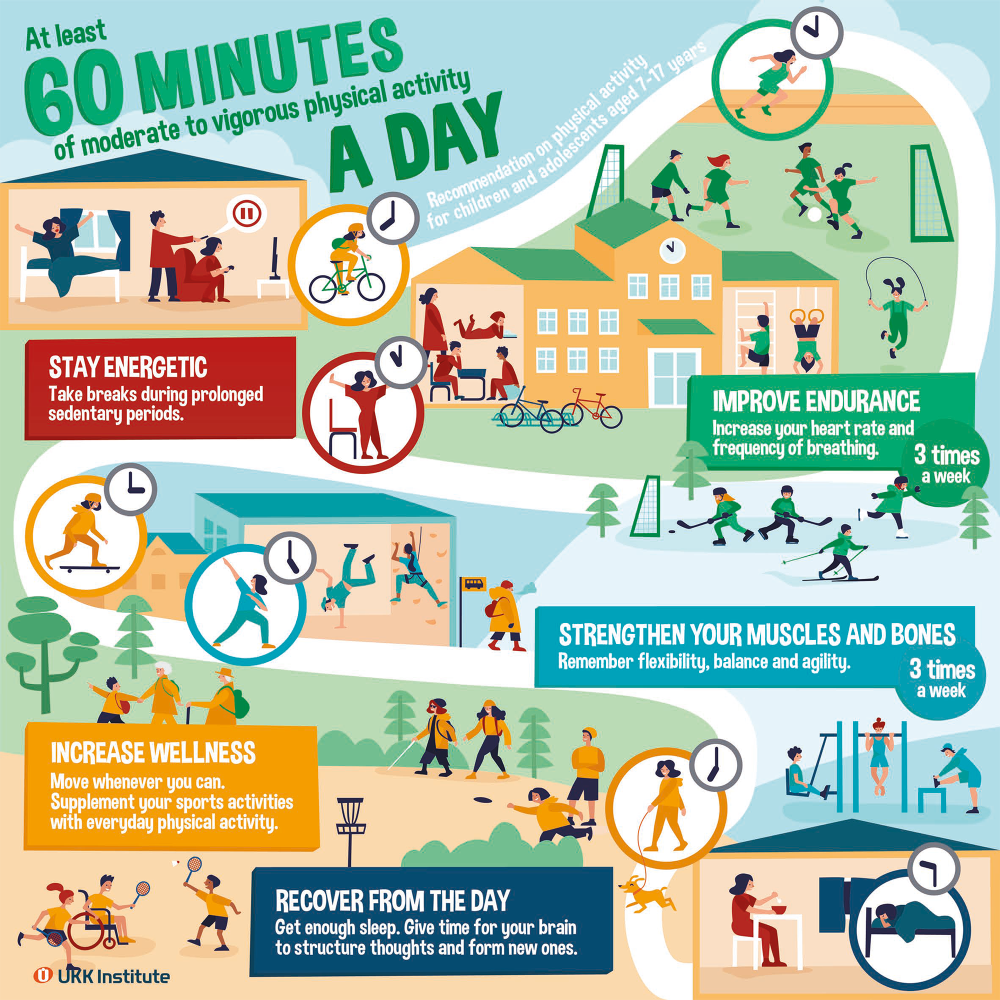 At least
60 MINUTES
of moderate to vigorous physical activity
A DAY
Recommendation on physical activity
for children and adolescents aged 7-17 years
STAY ENERGETIC
Take breaks during prolonged
sedentary periods.
IMPROVE ENDURANCE
Increase your heart rate and
frequency of breathing.
3 times
a week
STRENGTHEN YOUR MUSCLES AND BONES
Remember flexibility, balance and agility.
3 times
a week
INCREASE WELLNESS
Move whenever you can.
Supplement your sports activities
with everyday physical activity.
RECOVER FROM THE DAY
Get enough sleep. Give time for your brain
to structure thoughts and form new ones.
UKK Institute